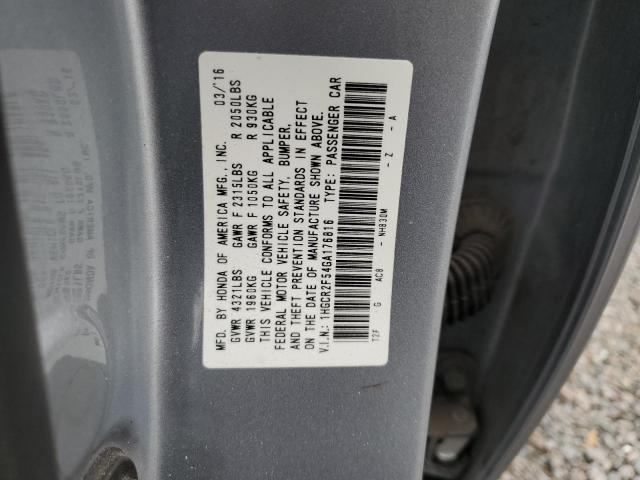 MFD. BY HONDA OF AMERICA MFG., INC. 03/'16
GVWR 4321LBS GAWR F 2315LBS R 2050LBS
GVWR 1960KG GAWR F 1050KG R 930KG
THIS VEHICLE CONFORMS TO ALL APPLICABLE
FEDERAL MOTOR VEHICLE SAFETY, BUMPER,
AND THEFT PREVENTION STANDARDS IN EFFECT
ON THE DATE OF MANUFACTURE SHOWN ABOVE.
V.I.N.: 1HGCR2F54GA176816 TYPE: PASSENGER CAR
T2F G AC8 - NH830M - Z - A